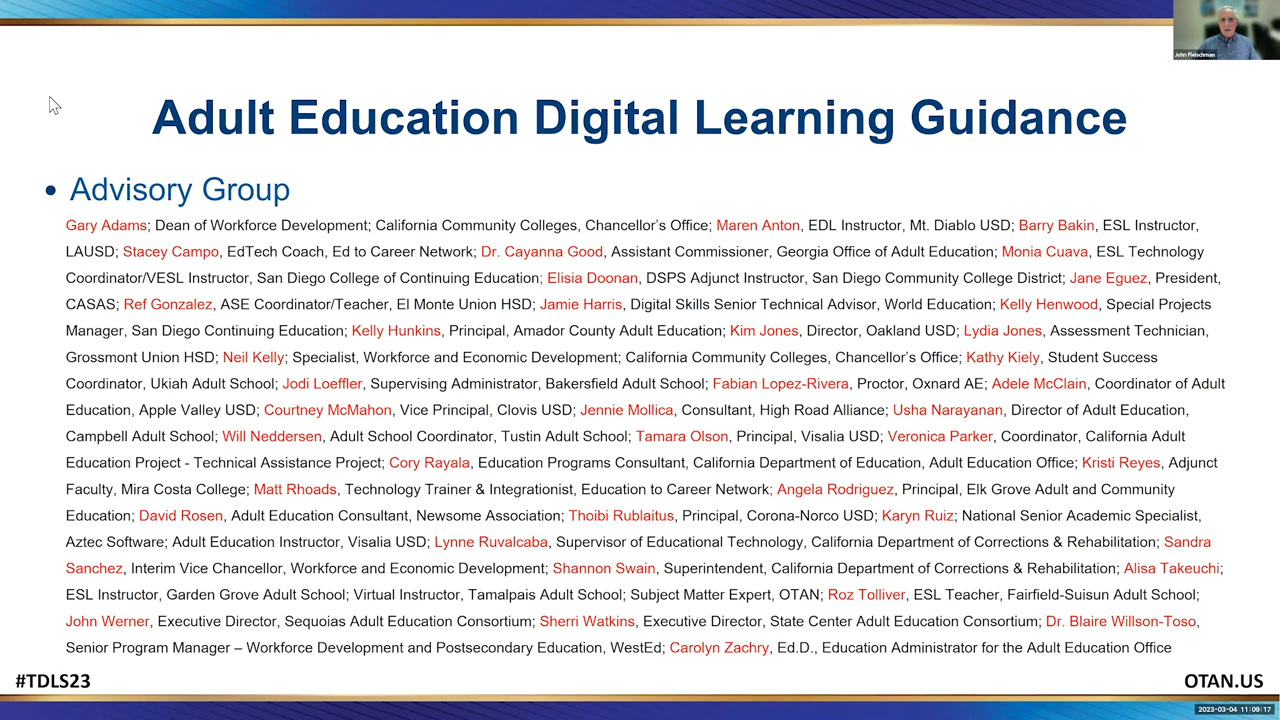 John Fleischman
Adult Education Digital Learning Guidance
• Advisory Group
Gary Adams; Dean of Workforce Development; California Community Colleges, Chancellor's Office; Maren Anton, EDL Instructor, Mt. Diablo USD; Barry Bakin, ESL Instructor,
LAUSD; Stacey Campo, EdTech Coach, Ed to Career Network; Dr. Cayanna Good, Assistant Commissioner, Georgia Office of Adult Education; Monia Cuava, ESL Technology
Coordinator/VESL Instructor, San Diego College of Continuing Education; Elisia Doonan, DSPS Adjunct Instructor, San Diego Community College District; Jane Eguez, President,
CASAS; Ref Gonzalez, ASE Coordinator/Teacher, El Monte Union HSD; Jamie Harris, Digital Skills Senior Technical Advisor, World Education; Kelly Henwood, Special Projects
Manager, San Diego Continuing Education; Kelly Hunkins, Principal, Amador County Adult Education; Kim Jones, Director, Oakland USD; Lydia Jones, Assessment Technician,
Grossmont Union HSD; Neil Kelly; Specialist, Workforce and Economic Development; California Community Colleges, Chancellor's Office; Kathy Kiely, Student Success
Coordinator, Ukiah Adult School; Jodi Loeffler, Supervising Administrator, Bakersfield Adult School; Fabian Lopez-Rivera, Proctor, Oxnard AE; Adele McClain, Coordinator of Adult
Education, Apple Valley USD; Courtney McMahon, Vice Principal, Clovis USD; Jennie Mollica, Consultant, High Road Alliance; Usha Narayanan, Director of Adult Education,
Campbell Adult School; Will Neddersen, Adult School Coordinator, Tustin Adult School; Tamara Olson, Principal, Visalia USD; Veronica Parker, Coordinator, California Adult
Education Project - Technical Assistance Project; Cory Rayala, Education Programs Consultant, California Department of Education, Adult Education Office; Kristi Reyes, Adjunct
Faculty, Mira Costa College; Matt Rhoads, Technology Trainer & Integrationist, Education to Career Network; Angela Rodriguez, Principal, Elk Grove Adult and Community
Education; David Rosen, Adult Education Consultant, Newsome Association; Thoibi Rublaitus, Principal, Corona-Norco USD; Karyn Ruiz; National Senior Academic Specialist,
Aztec Software; Adult Education Instructor, Visalia USD; Lynne Ruvalcaba, Supervisor of Educational Technology, California Department of Corrections & Rehabilitation; Sandra
Sanchez, Interim Vice Chancellor, Workforce and Economic Development; Shannon Swain, Superintendent, California Department of Corrections & Rehabilitation; Alisa Takeuchi;
ESL Instructor, Garden Grove Adult School; Virtual Instructor, Tamalpais Adult School; Subject Matter Expert, OTAN; Roz Tolliver, ESL Teacher, Fairfield-Suisun Adult School;
John Werner, Executive Director, Sequoias Adult Education Consortium; Sherri Watkins, Executive Director, State Center Adult Education Consortium; Dr. Blaire Willson-Toso,
Senior Program Manager – Workforce Development and Postsecondary Education, WestEd; Carolyn Zachry, Ed.D., Education Administrator for the Adult Education Office
#TDLS23
OTAN.US
2023-03-04 11:09:17